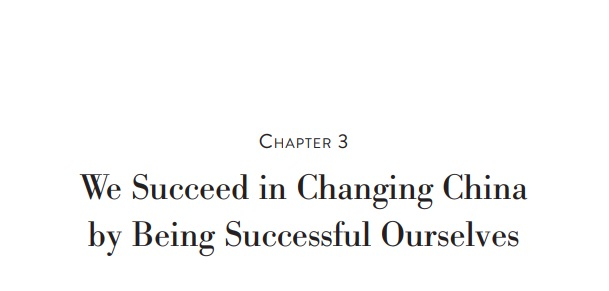 Chapter 3
We Succeed in Changing China
by Being Successful Ourselves